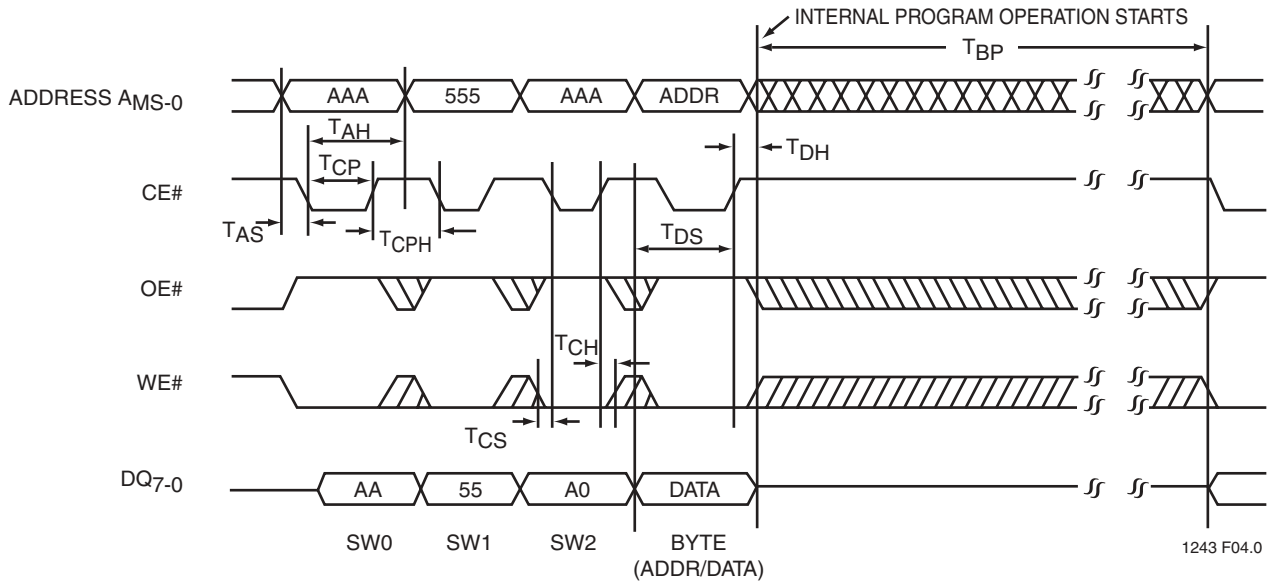 INTERNAL PROGRAM OPERATION STARTS
TBP
ADDRESS AMS-0
AAA
555
AAA
ADDR
TAH
TDH
TCP
CE#
TAS
TCPH
TDS
OE#
TCH
WE#
TCS
DQ7-0
AA
55
A0
DATA
SW0
SW1
SW2
BYTE
(ADDR/DATA)
1243 F04.0